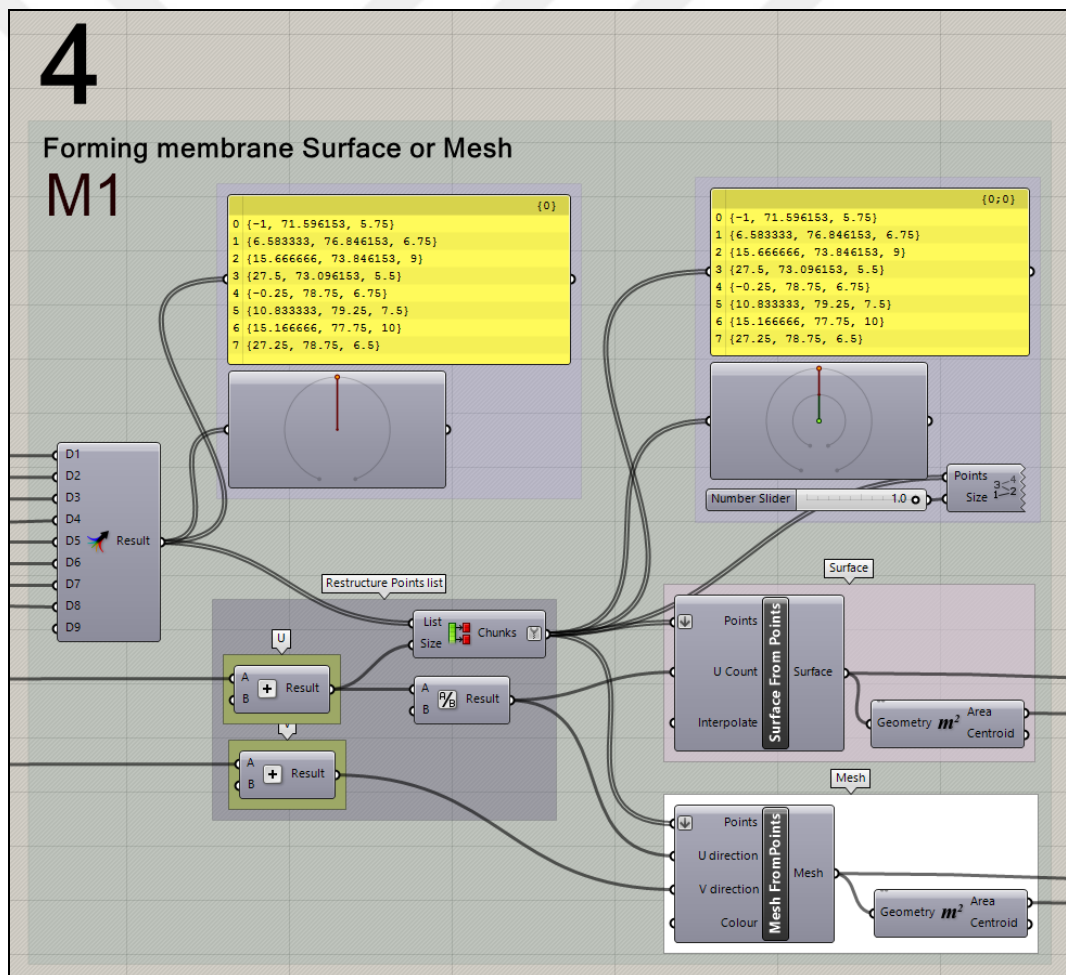 4
Forming membrane Surface or Mesh
M1
{0}
0 {-1, 71.596153, 5.75}
1 {6.583333, 76.846153, 6.75}
2 {15.666666, 73.846153, 9}
3 {27.5, 73.096153, 5.5}
4 {-0.25, 78.75, 6.75}
5 {10.833333, 79.25, 7.5}
6 {15.166666, 77.75, 10}
7 {27.25, 78.75, 6.5}
{0;0}
0 {-1, 71.596153, 5.75}
1 {6.583333, 76.846153, 6.75}
2 {15.666666, 73.846153, 9}
3 {27.5, 73.096153, 5.5}
4 {-0.25, 78.75, 6.75}
5 {10.833333, 79.25, 7.5}
6 {15.166666, 77.75, 10}
7 {27.25, 78.75, 6.5}
D1
D2
D3
D4
D5
D6
D7
D8
D9
Result
Number Slider 1.0
Points
Size
3 4
1 2
Restructure Points list
List
Size
Chunks
U
A
B
Result
A
B
A/B
Result
V
A
B
Result
Surface
Points
U Count
Interpolate
Surface From Points
Surface
Geometry m²
Area
Centroid
Mesh
Points
U direction
V direction
Colour
Mesh FromPoints
Mesh
Geometry m²
Area
Centroid